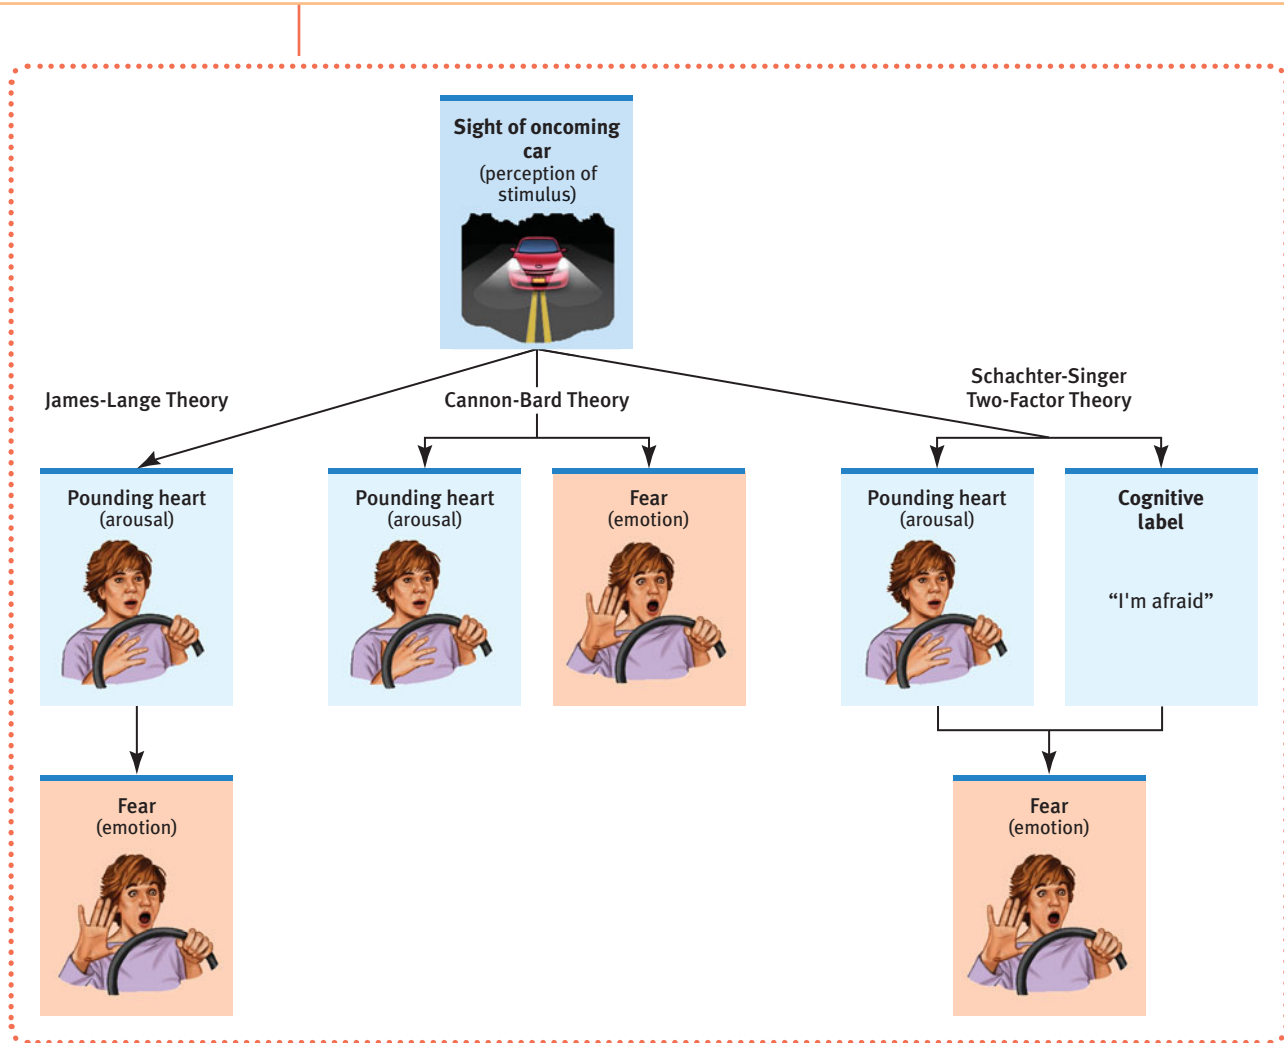 Sight of oncoming
car
(perception of
stimulus)
James-Lange Theory
Cannon-Bard Theory
Schachter-Singer
Two-Factor Theory
Pounding heart
(arousal)
Pounding heart
(arousal)
Fear
(emotion)
Pounding heart
(arousal)
Cognitive
label
“I'm afraid”
Fear
(emotion)
Fear
(emotion)